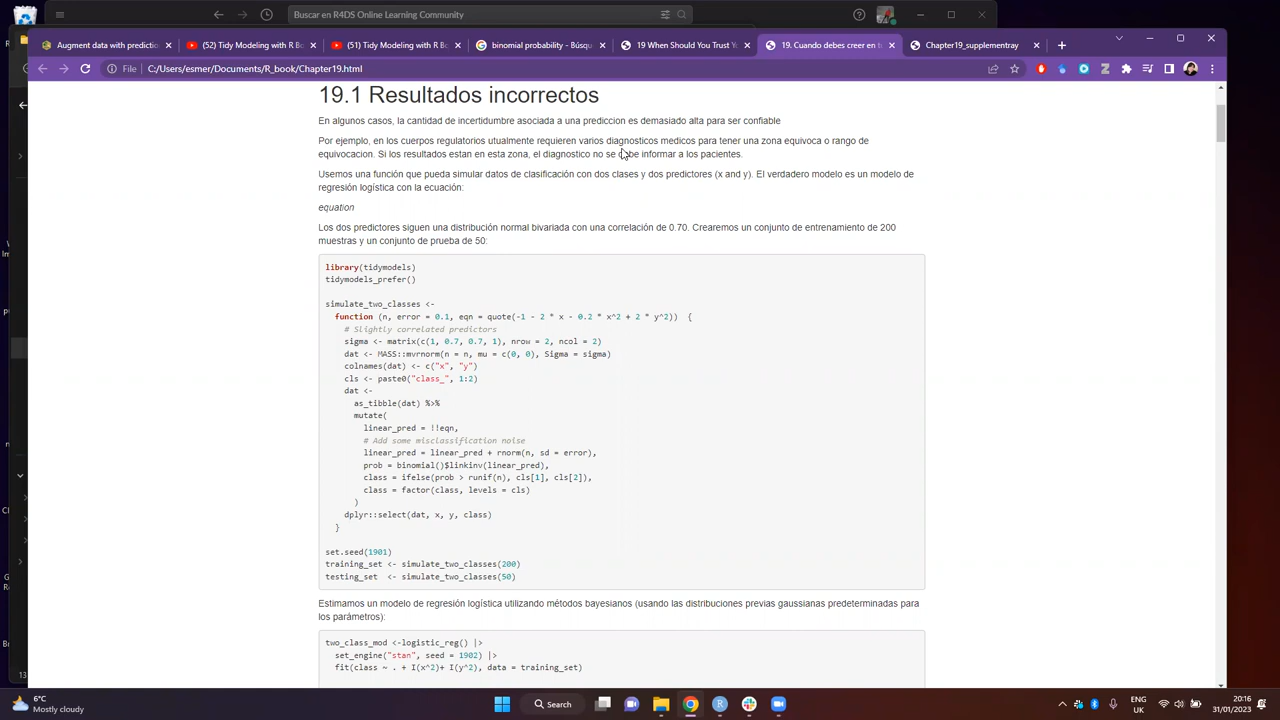 Buscar en R4DS Online Learning Community
Augment data with predictio
(52) Tidy Modeling with R Bo
(51) Tidy Modeling with R Bo
binomial probability - Búsqu
19 When Should You Trust Y
19. Cuando debes creer en t
Chapter19_supplementray
File
C:/Users/esmer/Documents/R_book/Chapter19.html
19.1 Resultados incorrectos
En algunos casos, la cantidad de incertidumbre asociada a una prediccion es demasiado alta para ser confiable
Por ejemplo, en los cuerpos regulatorios utualmente requieren varios diagnosticos medicos para tener una zona equivoca o rango de
equivocacion. Si los resultados estan en esta zona, el diagnostico no se debe informar a los pacientes.
Usemos una función que pueda simular datos de clasificación con dos clases y dos predictores (x and y). El verdadero modelo es un modelo de
regresión logística con la ecuación:
equation
Los dos predictores siguen una distribución normal bivariada con una correlación de 0.70. Crearemos un conjunto de entrenamiento de 200
muestras y un conjunto de prueba de 50:
library(tidymodels)
tidymodels_prefer()
simulate_two_classes <-
function (n, error = 0.1, eqn = quote(-1 - 2 * x - 0.2 * x^2 + 2 * y^2)) {
# Slightly correlated predictors
sigma <- matrix(c(1, 0.7, 0.7, 1), nrow = 2, ncol = 2)
dat <- MASS::mvrnorm(n = n, mu = c(0, 0), Sigma = sigma)
colnames(dat) <- c("x", "y")
cls <- paste0("class_", 1:2)
dat <-
as_tibble(dat) %>%
mutate(
linear_pred = !!eqn,
# Add some misclassification noise
linear_pred = linear_pred + rnorm(n, sd = error),
prob = binomial()$linkinv(linear_pred),
class = ifelse(prob > runif(n), cls[1], cls[2]),
class = factor(class, levels = cls)
)
dplyr::select(dat, x, y, class)
}
set.seed(1901)
training_set <- simulate_two_classes(200)
testing_set <- simulate_two_classes(50)
Estimamos un modelo de regresión logística utilizando métodos bayesianos (usando las distribuciones previas gaussianas predeterminadas para
los parámetros):
two_class_mod <-logistic_reg() |>
set_engine("stan", seed = 1902) |>
fit(class ~ . + I(x^2)+ I(y^2), data = training_set)
6°C
Mostly cloudy
Search
ENG
UK
20:16
31/01/2023